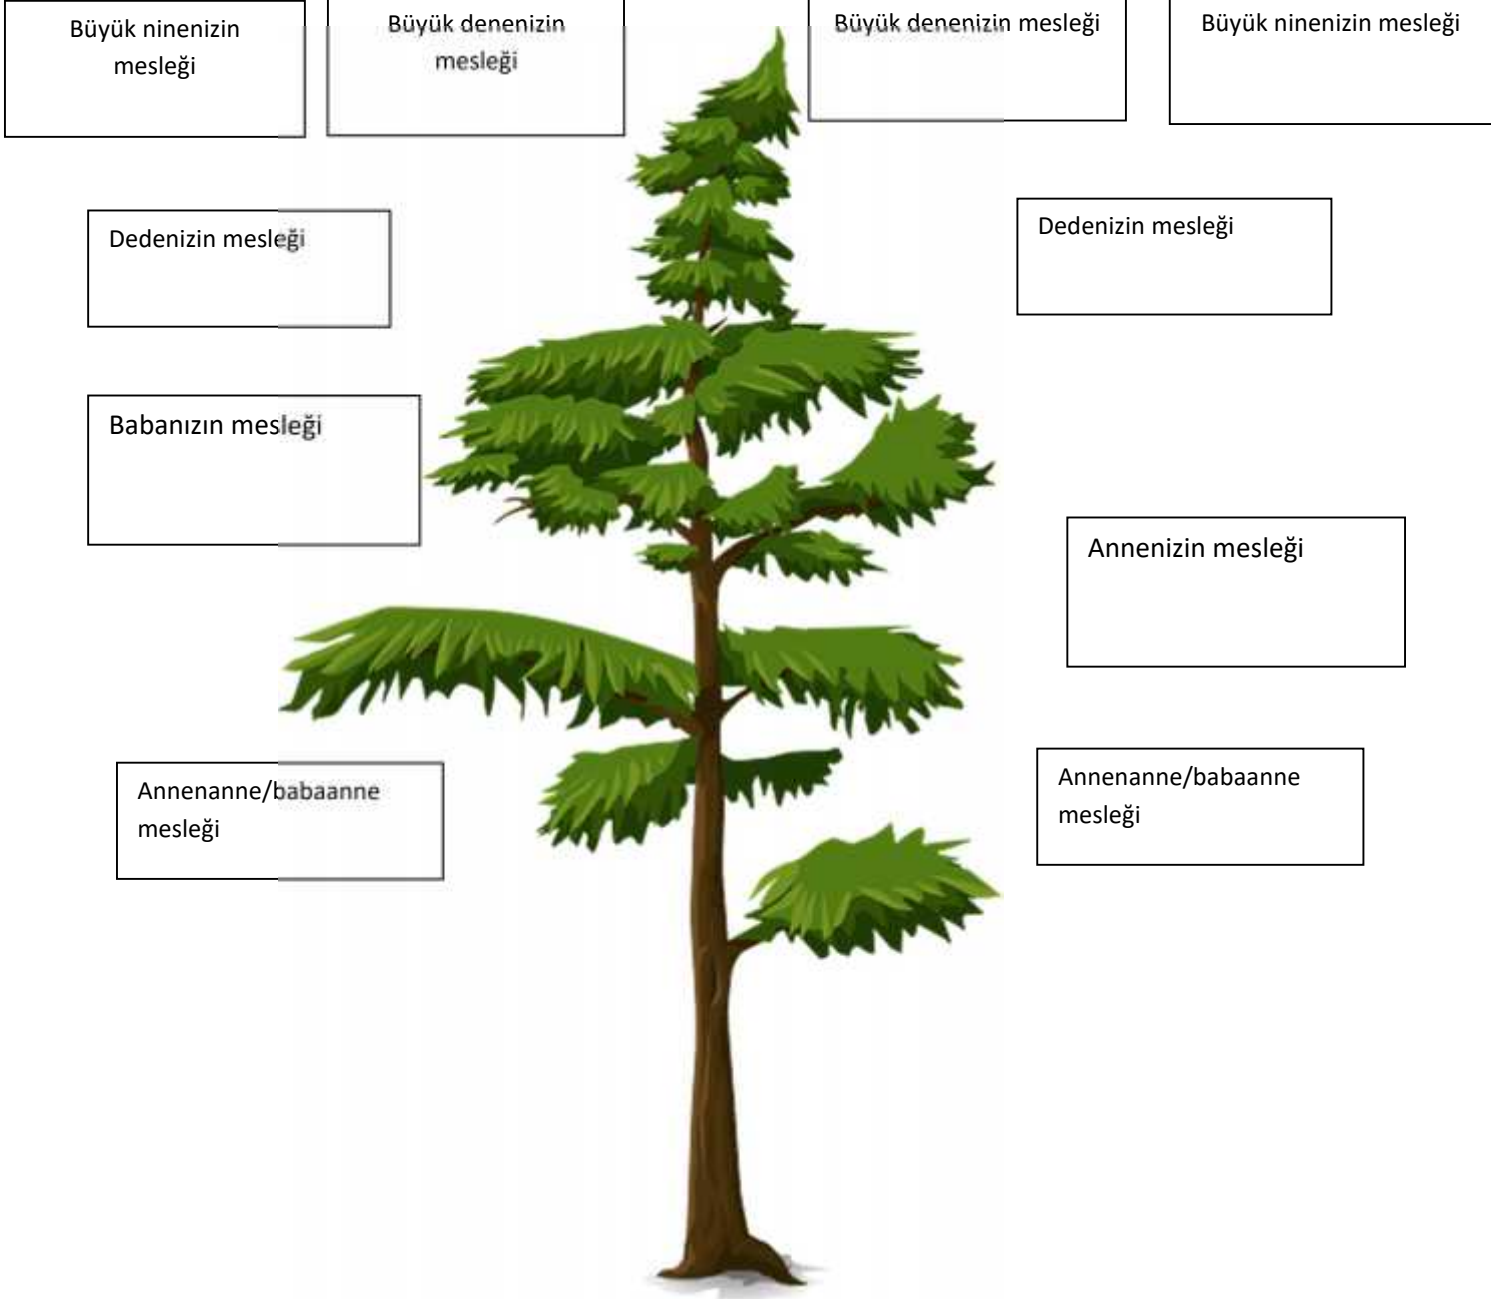 Büyük ninenizin
mesleği
Büyük denenizin
mesleği
Büyük denenizin mesleği
Büyük ninenizin mesleği
Dedenizin mesleği
Dedenizin mesleği
Babanızın mesleği
Annenizin mesleği
Annenanne/babaanne
mesleği
Annenanne/babaanne
mesleği